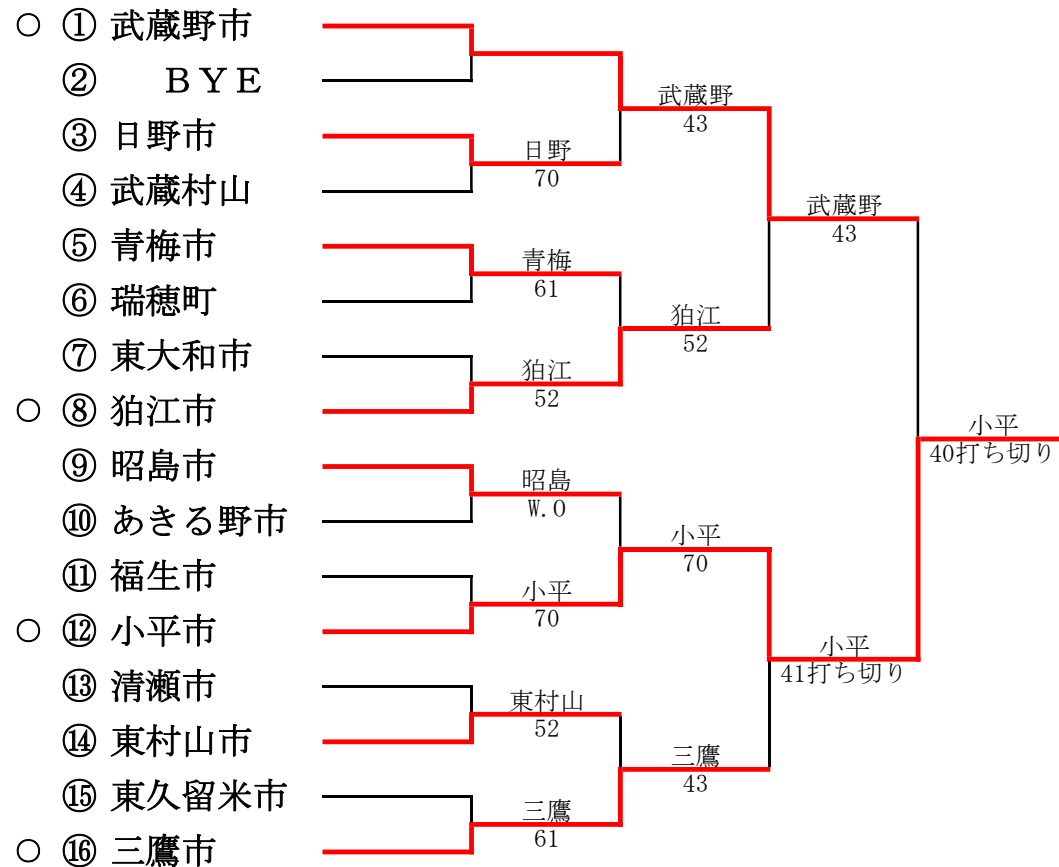 ○ ① 武蔵野市
② ＢＹＥ
③ 日野市
④ 武蔵村山
⑤ 青梅市
⑥ 瑞穂町
⑦ 東大和市
○ ⑧ 狛江市
⑨ 昭島市
⑩ あきる野市
⑪ 福生市
○ ⑫ 小平市
⑬ 清瀬市
⑭ 東村山市
⑮ 東久留米市
○ ⑯ 三鷹市
日野
70
青梅
61
狛江
52
昭島
W.O
小平
70
東村山
52
三鷹
61
武蔵野
43
狛江
52
小平
70
三鷹
43
武蔵野
43
小平
41打ち切り
小平
40打ち切り